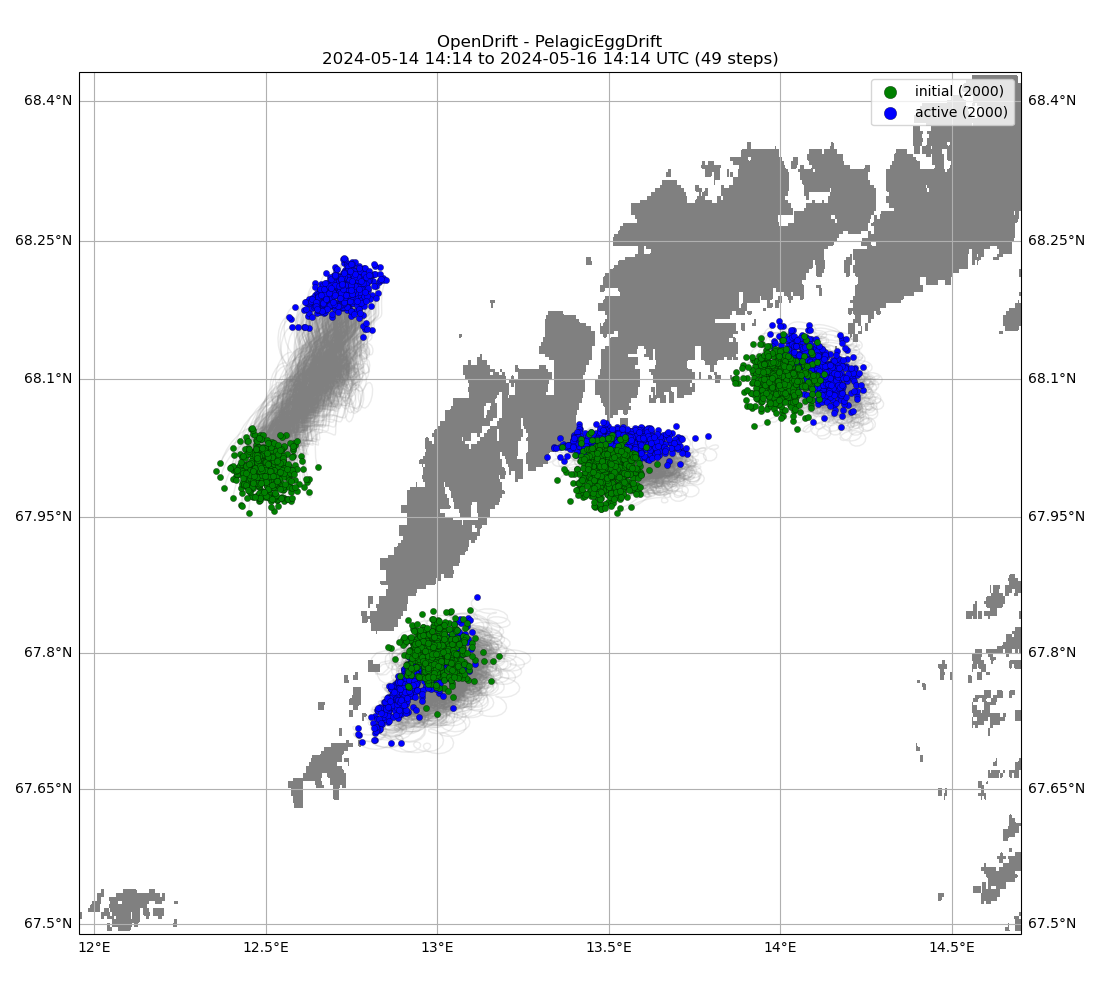 OpenDrift - PelagicEggDrift
2024-05-14 14:14 to 2024-05-16 14:14 UTC (49 steps)
initial (2000)
active (2000)
68.4°N
68.4°N
68.25°N
68.25°N
68.1°N
68.1°N
67.95°N
67.95°N
67.8°N
67.8°N
67.65°N
67.65°N
67.5°N
67.5°N
12°E
12.5°E
13°E
13.5°E
14°E
14.5°E